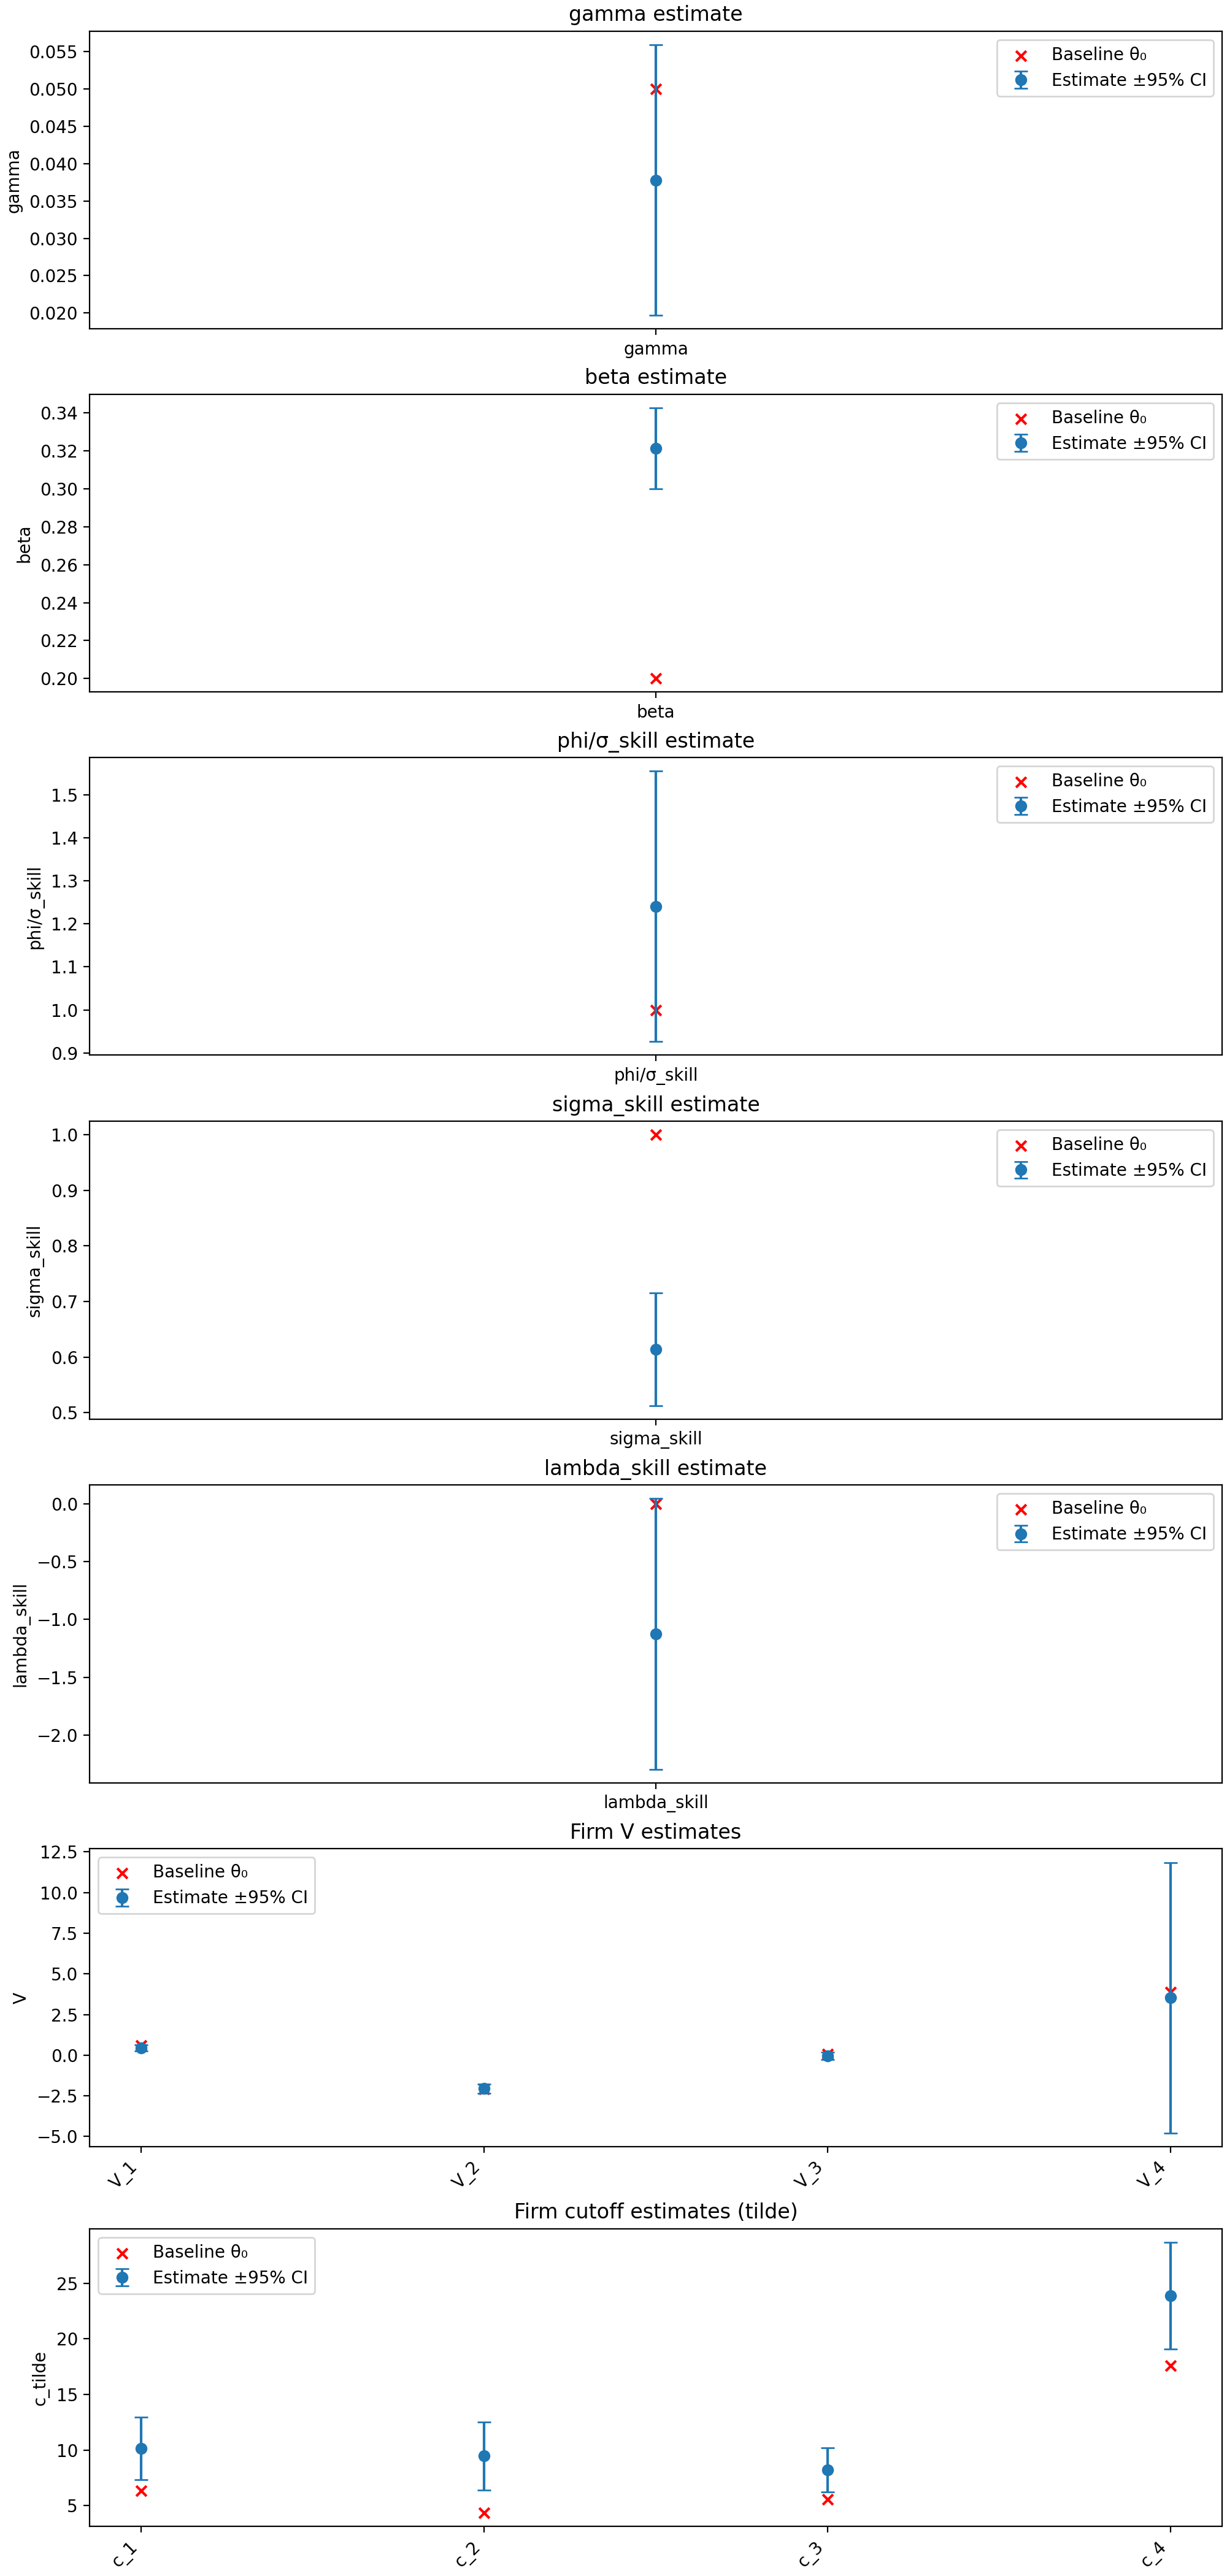 gamma estimate
0.055
0.050
0.045
0.040
0.035
0.030
0.025
0.020
gamma
Baseline θ₀
Estimate ±95% CI
gamma
beta estimate
0.34
0.32
0.30
0.28
0.26
0.24
0.22
0.20
beta
Baseline θ₀
Estimate ±95% CI
beta
phi/σ_skill estimate
1.5
1.4
1.3
1.2
1.1
1.0
0.9
phi/σ_skill
Baseline θ₀
Estimate ±95% CI
phi/σ_skill
sigma_skill estimate
1.0
0.9
0.8
0.7
0.6
0.5
sigma_skill
Baseline θ₀
Estimate ±95% CI
sigma_skill
lambda_skill estimate
0.0
−0.5
−1.0
−1.5
−2.0
lambda_skill
Baseline θ₀
Estimate ±95% CI
lambda_skill
Firm V estimates
12.5
10.0
7.5
5.0
2.5
0.0
−2.5
−5.0
V
Baseline θ₀
Estimate ±95% CI
V_1
V_2
V_3
V_4
Firm cutoff estimates (tilde)
25
20
15
10
5
c_tilde
Baseline θ₀
Estimate ±95% CI
c_1
c_2
c_3
c_4